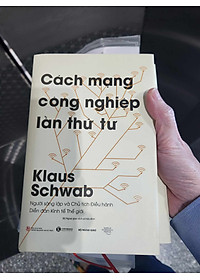 Cách mạng
công nghiệp
lần thứ tư
Klaus
Schwab
Người sáng lập và Chủ tịch Điều hành
Diễn đàn Kinh tế Thế giới